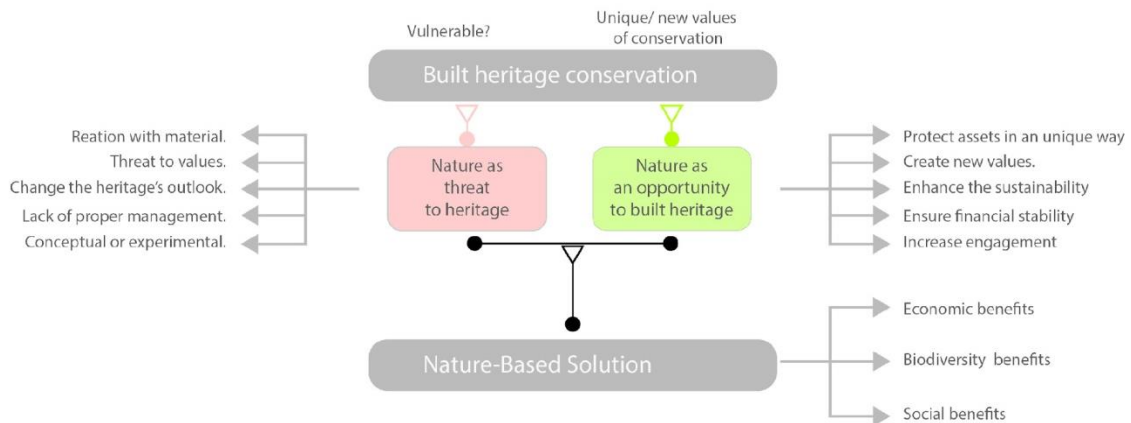 Vulnerable?
Unique/ new values
of conservation
Built heritage conservation
Reation with material.
Threat to values.
Change the heritage's outlook.
Lack of proper management.
Conceptual or experimental.
Nature as
threat
to heritage
Nature as
an opportunity
to built heritage
Protect assets in an unique way
Create new values.
Enhance the sustainability
Ensure financial stability
Increase engagement
Nature-Based Solution
Economic benefits
Biodiversity benefits
Social benefits